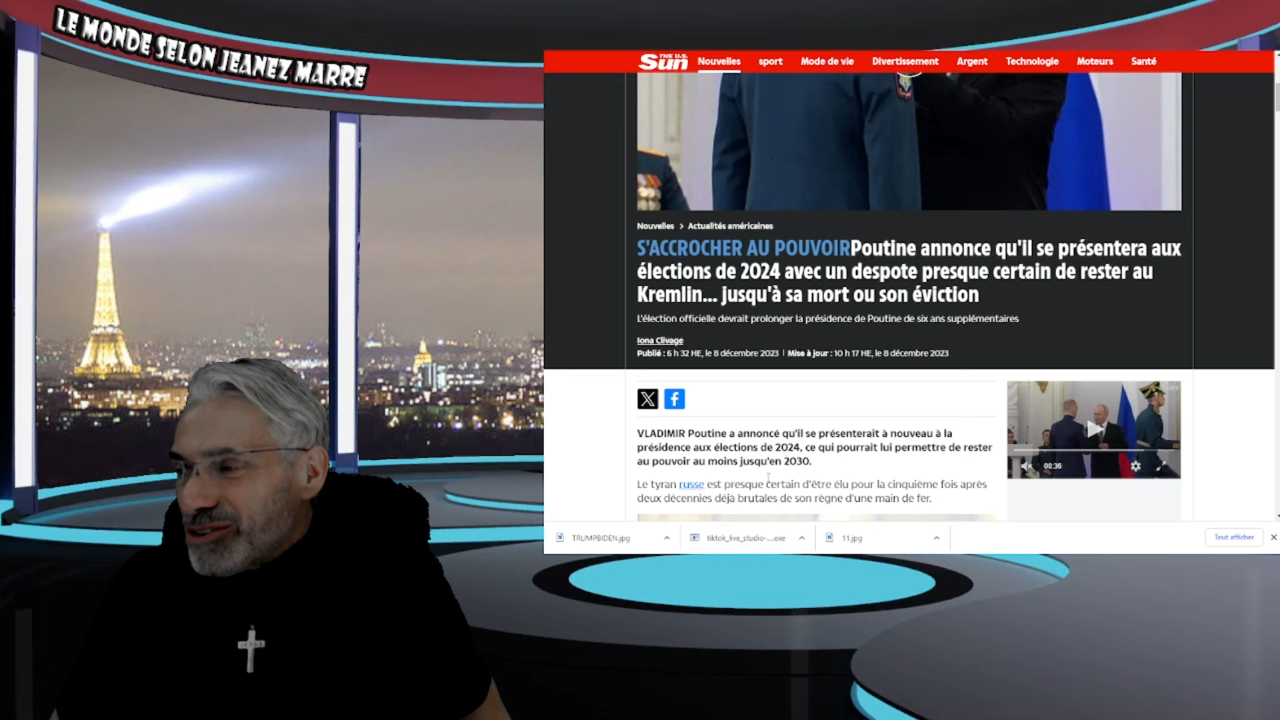 LE MONDE SELON JEANEZ MARRE
THE U.S. Sun
Nouvelles sport Mode de vie Divertissement Argent Technologie Moteurs Santé
Nouvelles > Actualités américaines
S'ACCROCHER AU POUVOIRPoutine annonce qu'il se présentera aux
élections de 2024 avec un despote presque certain de rester au
Kremlin... jusqu'à sa mort ou son éviction
L'élection officielle devrait prolonger la présidence de Poutine de six ans supplémentaires
Iona Clivage
Publié : 6 h 32 HE, le 8 décembre 2023 | Mise à jour : 10 h 17 HE, le 8 décembre 2023
VLADIMIR Poutine a annoncé qu'il se présenterait à nouveau à la
présidence aux élections de 2024, ce qui pourrait lui permettre de rester
au pouvoir au moins jusqu'en 2030.
Le tyran russe est presque certain d'être élu pour la cinquième fois après
deux décennies déjà brutales de son règne d'une main de fer.
00:36
TRUMPBIDEN.jpg tiktok_live_studio-....exe 11.jpg Tout afficher